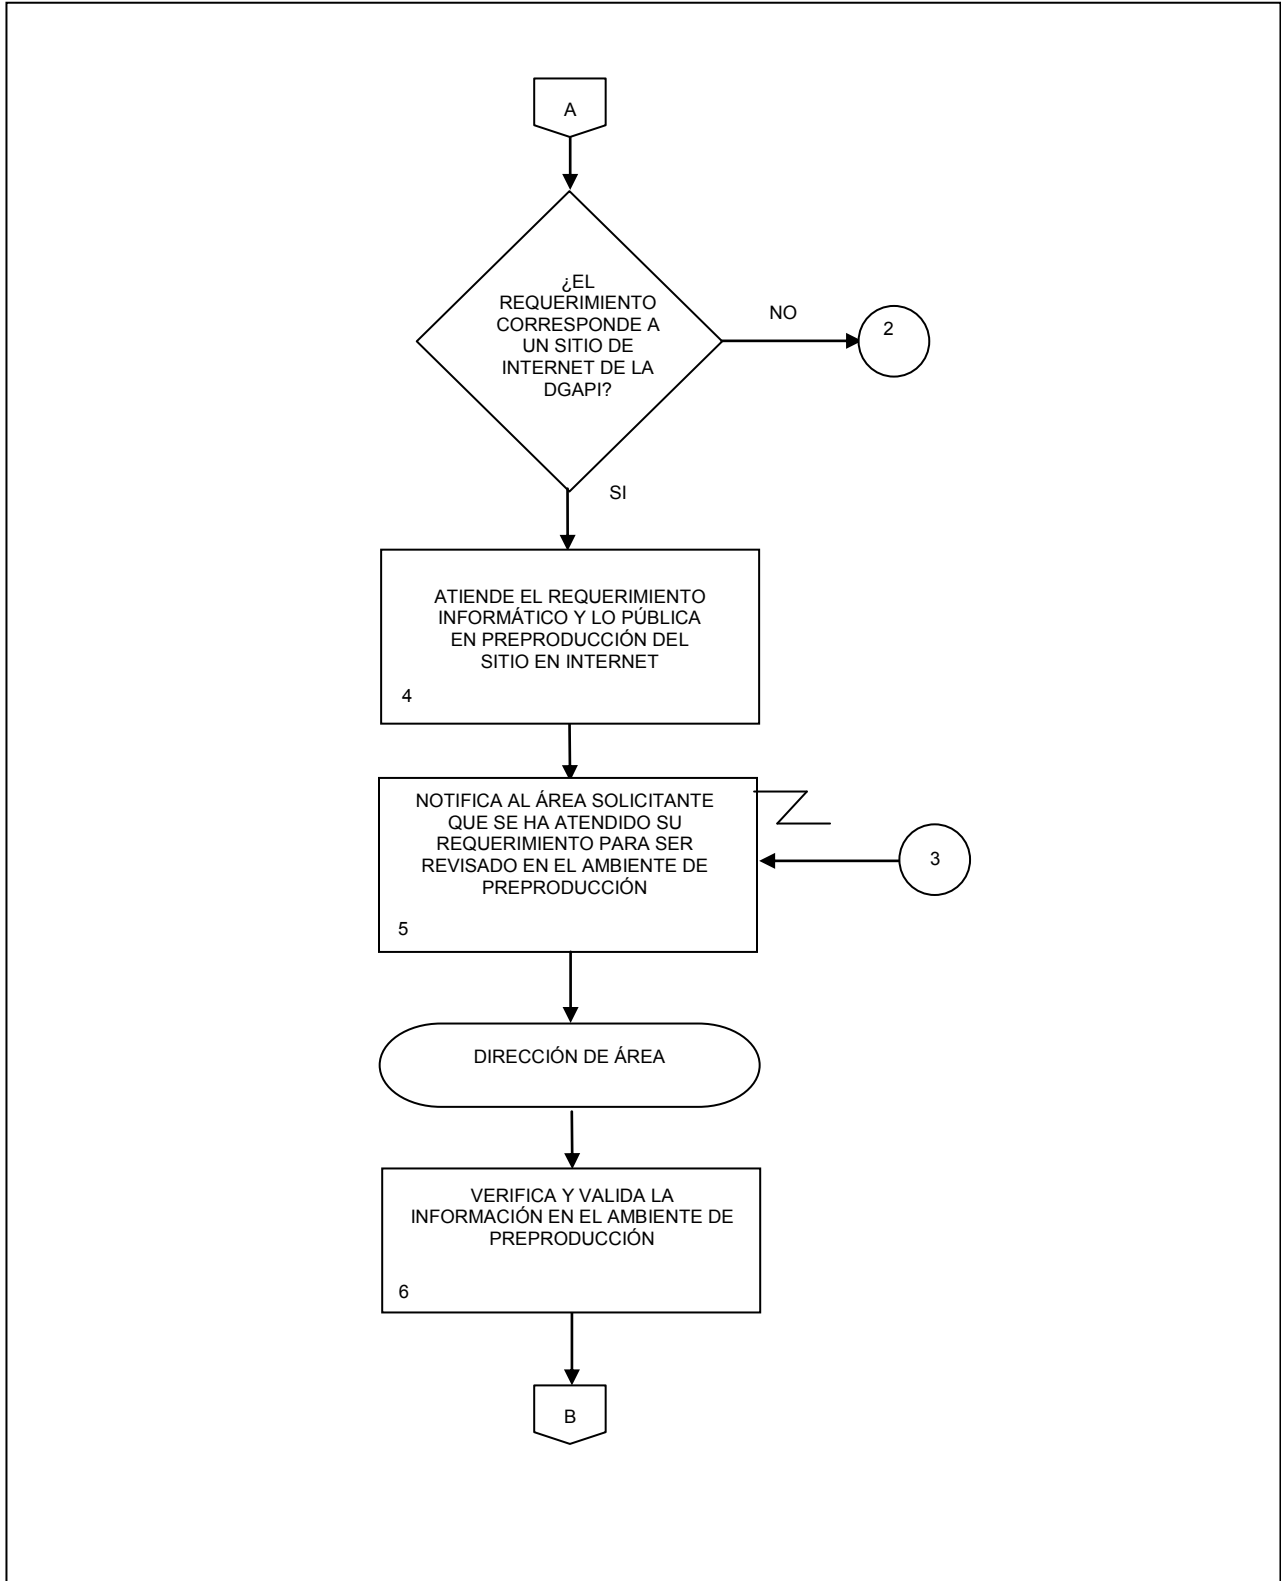 A
¿EL
REQUERIMIENTO
CORRESPONDE A
UN SITIO DE
INTERNET DE LA
DGAPI?
NO
2
SI
ATIENDE EL REQUERIMIENTO
INFORMÁTICO Y LO PÚBLICA
EN PREPRODUCCIÓN DEL
SITIO EN INTERNET
4
NOTIFICA AL ÁREA SOLICITANTE
QUE SE HA ATENDIDO SU
REQUERIMIENTO PARA SER
REVISADO EN EL AMBIENTE DE
PREPRODUCCIÓN
5
3
DIRECCIÓN DE ÁREA
VERIFICA Y VALIDA LA
INFORMACIÓN EN EL AMBIENTE DE
PREPRODUCCIÓN
6
B